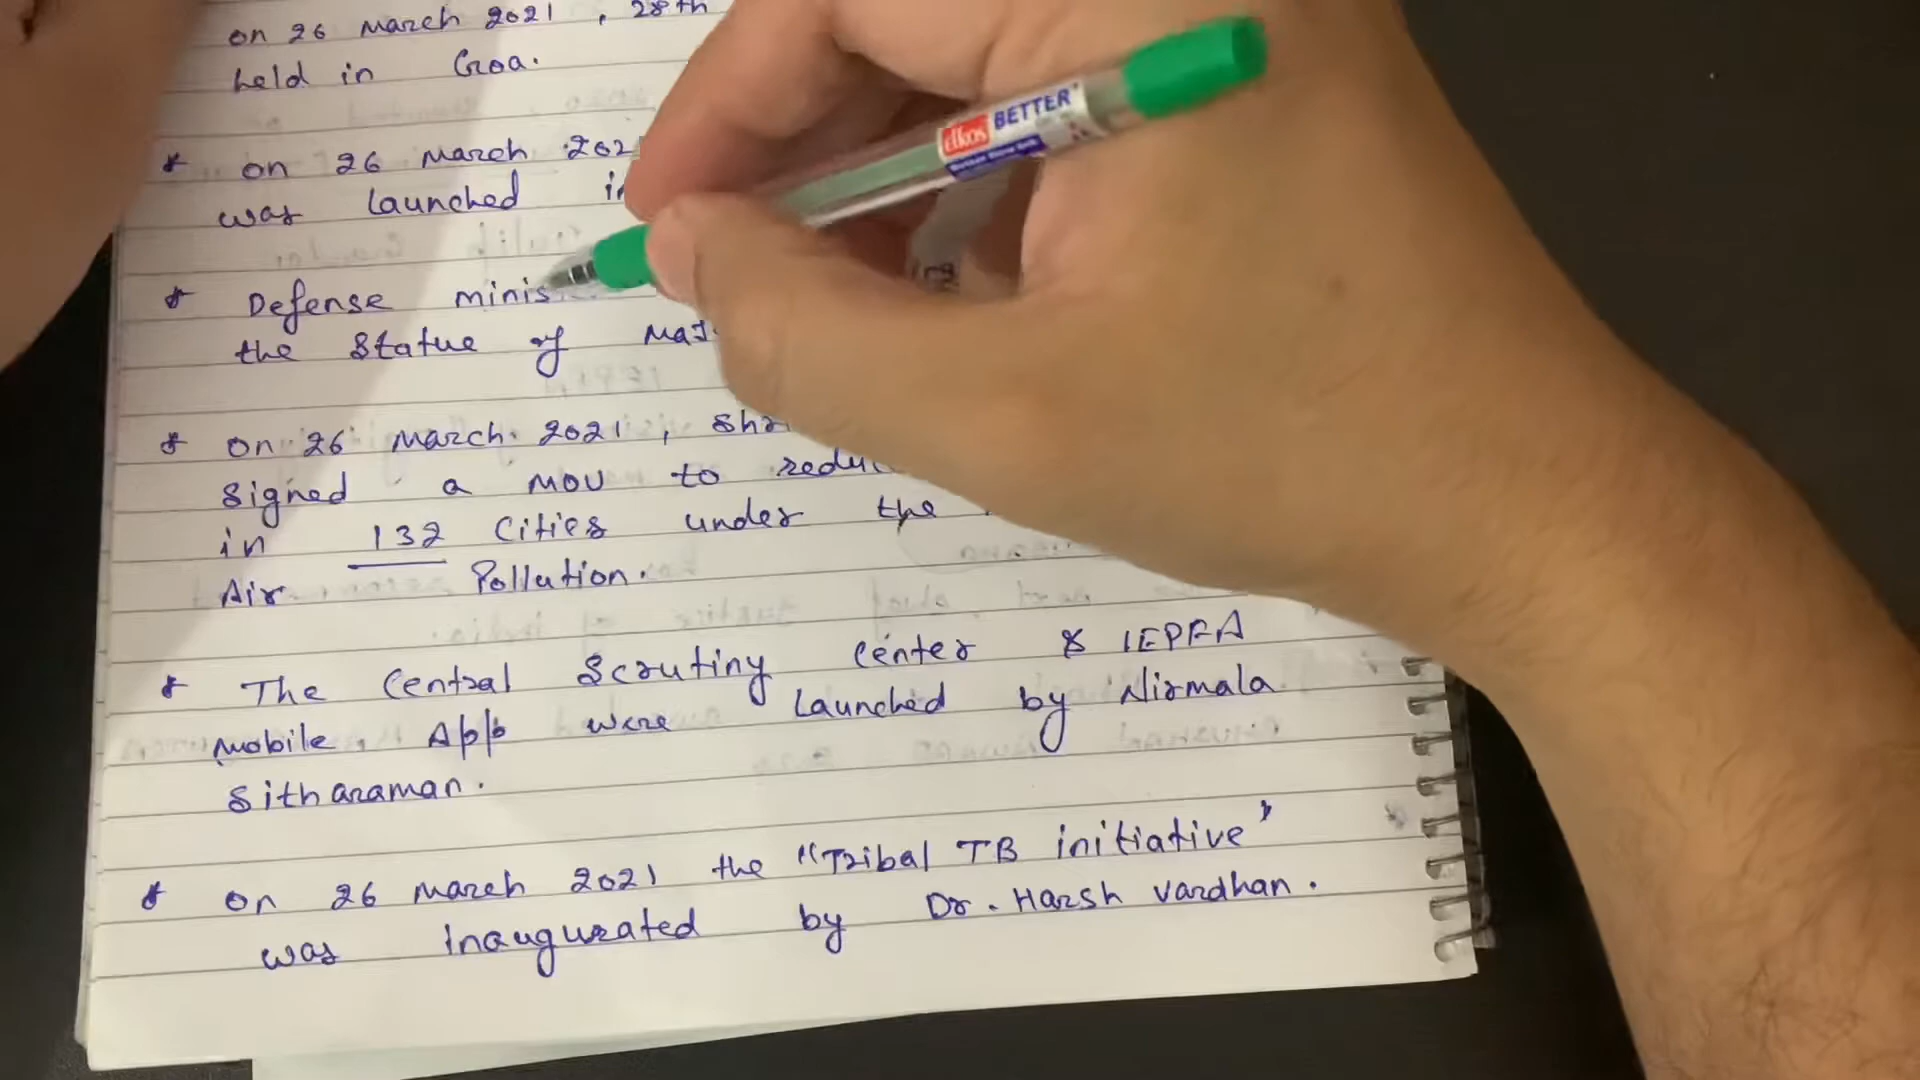 on 26 March 2021, 28th
held in Goa.
* on 26 March 202
was launched in
* Defense minis
the statue of Maj
* on 26 March. 2021, Sh
signed a MOU to redu
in 132 cities under the
Air Pollution.
* The Central Scrutiny center & IEPFA
mobile App were launched by Nirmala
Sitharaman.
* on 26 March 2021 the "Tribal TB initiative"
was inaugurated by Dr. Harsh vardhan.
elkos BETTER